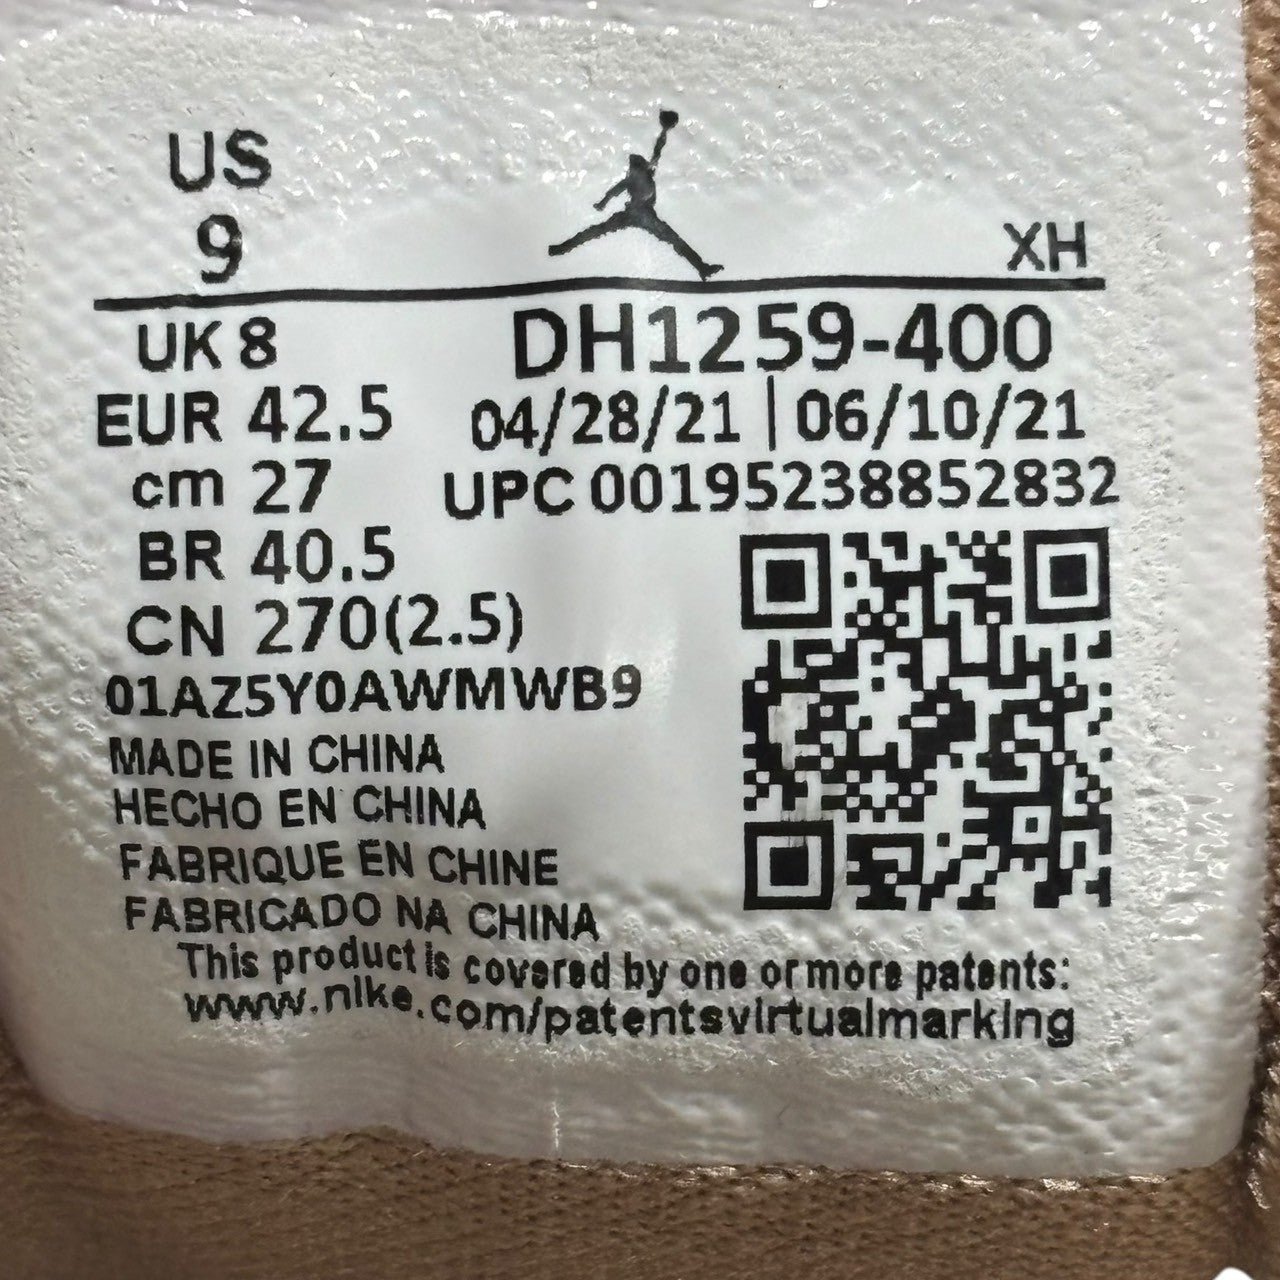 US
9
XH
UK 8
DH1259-400
EUR 42.5
04/28/21 | 06/10/21
cm 27
UPC 00195238852832
BR 40.5
CN 270(2.5)
01AZ5Y0AWMWB9
MADE IN CHINA
HECHO EN CHINA
FABRIQUE EN CHINE
FABRICADO NA CHINA
This product is covered by one or more patents:
www.nike.com/patentsvirtualmarking